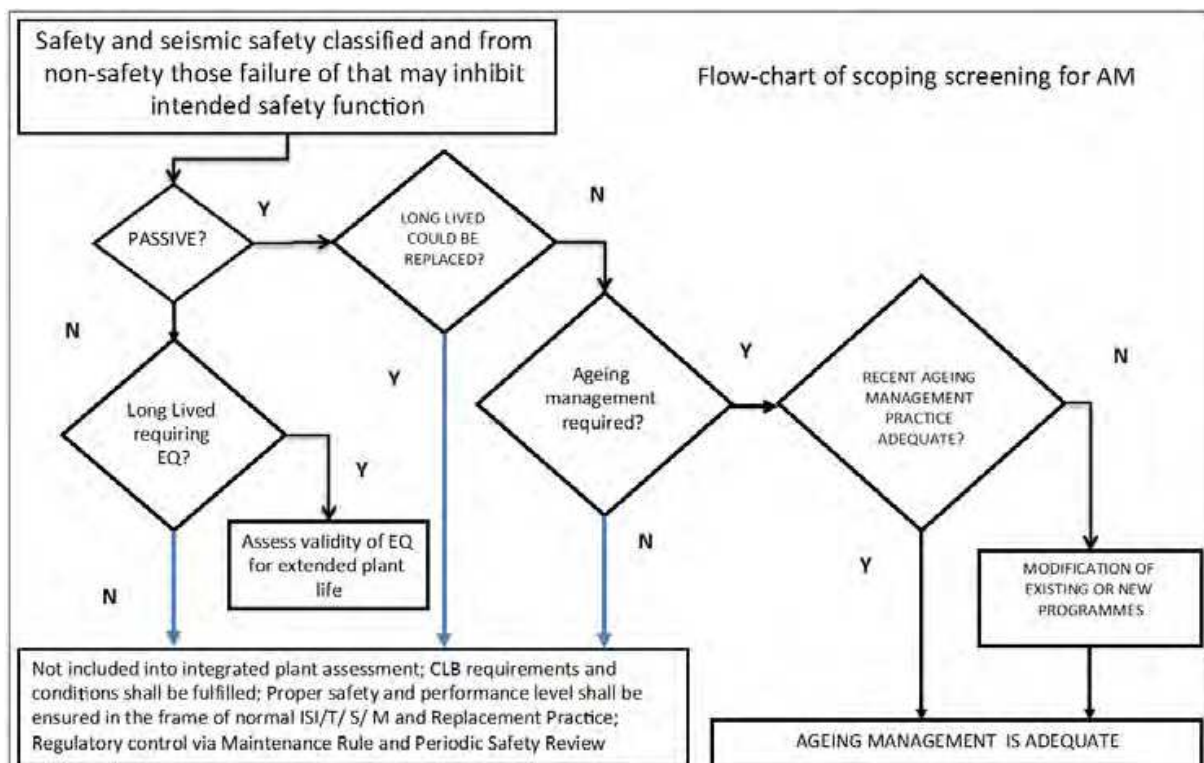 Safety and seismic safety classified and from
non-safety those failure of that may inhibit
intended safety function
Flow-chart of scoping screening for AM
PASSIVE?
Y
LONG LIVED
COULD BE
REPLACED?
N
N
Y
Long Lived
requiring
EQ?
Y
Ageing
management
required?
Y
RECENT AGEING
MANAGEMENT
PRACTICE
ADEQUATE?
N
N
Assess validity of EQ
for extended plant
life
N
Y
MODIFICATION OF
EXISTING OR NEW
PROGRAMMES
Not included into integrated plant assessment; CLB requirements and
conditions shall be fulfilled; Proper safety and performance level shall be
ensured in the frame of normal ISI/T/ S/ M and Replacement Practice;
Regulatory control via Maintenance Rule and Periodic Safety Review
AGEING MANAGEMENT IS ADEQUATE